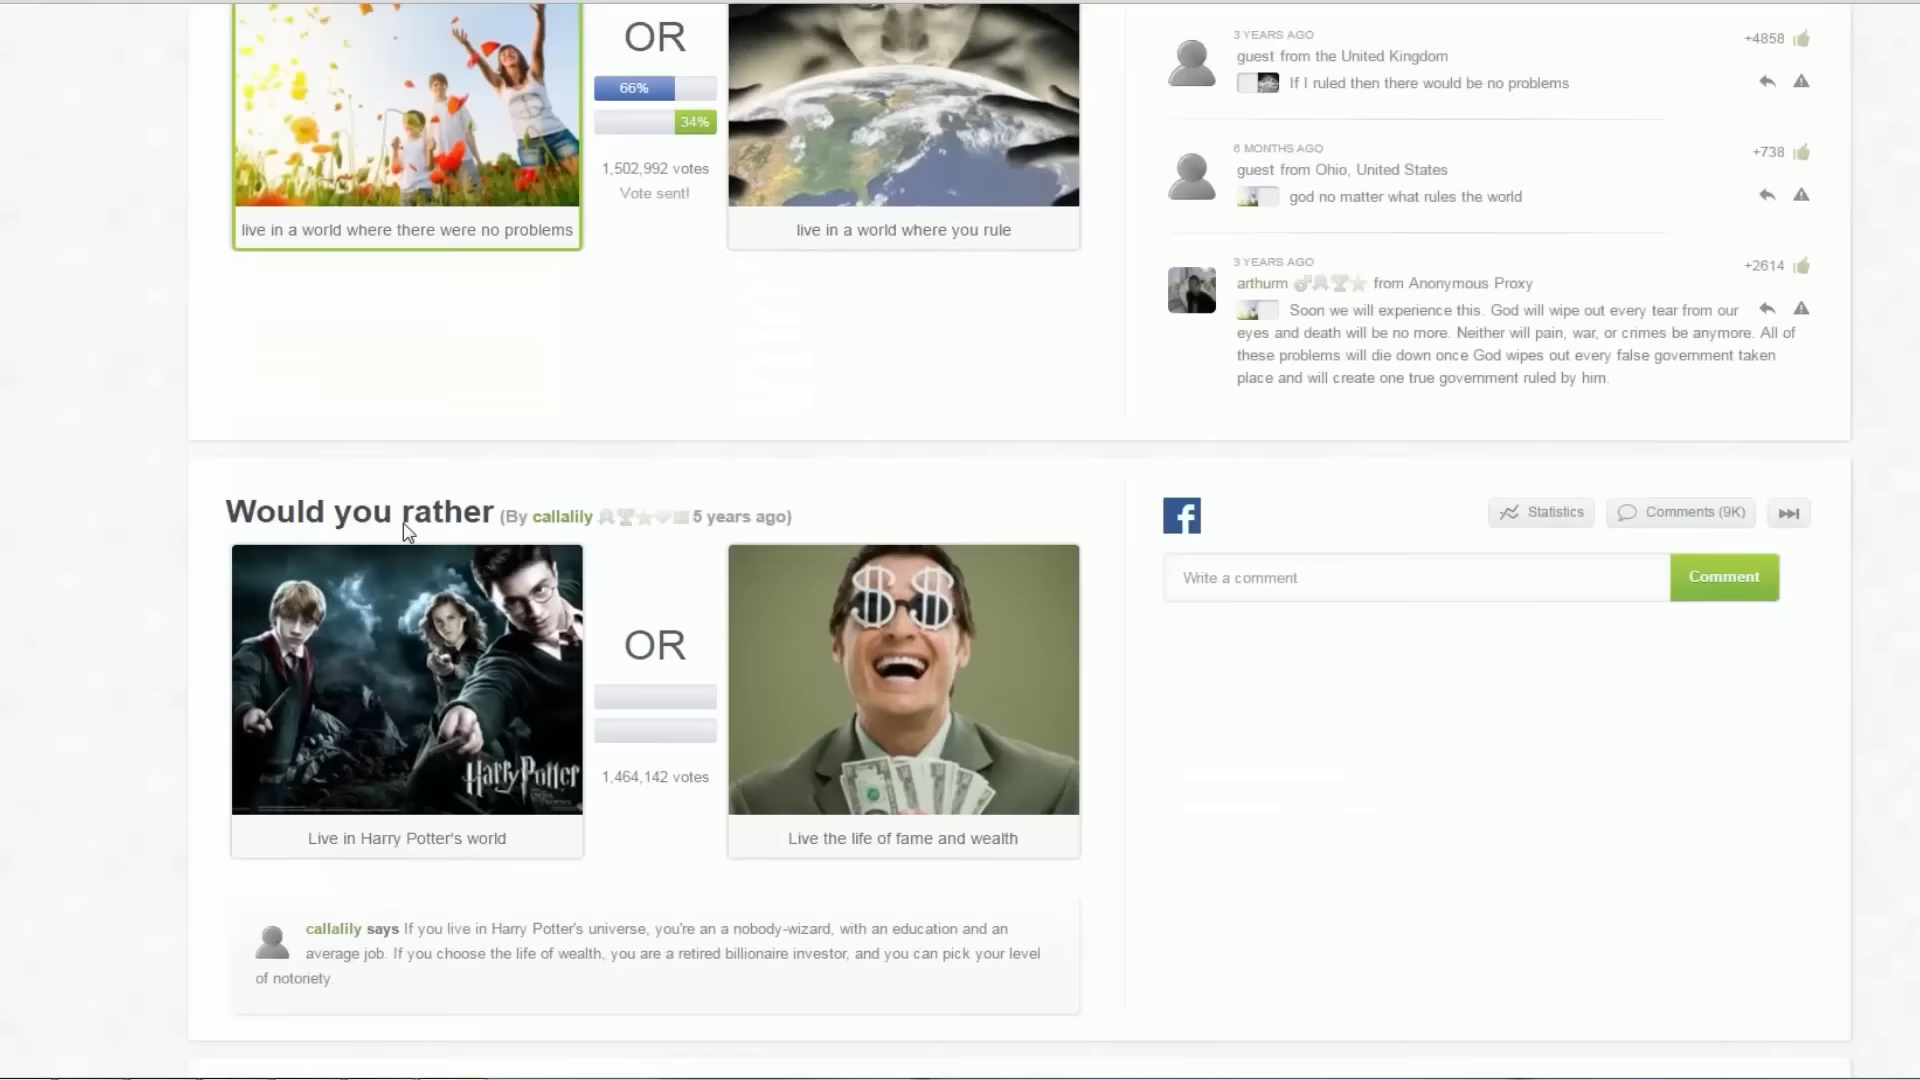 OR
66%
34%
1,502,992 votes
Vote sent!
live in a world where there were no problems
live in a world where you rule
3 YEARS AGO
guest from the United Kingdom
If I ruled then there would be no problems
+4858
6 MONTHS AGO
guest from Ohio, United States
god no matter what rules the world
+738
3 YEARS AGO
arthurm from Anonymous Proxy
+2614
Soon we will experience this. God will wipe out every tear from our
eyes and death will be no more. Neither will pain, war, or crimes be anymore. All of
these problems will die down once God wipes out every false government taken
place and will create one true government ruled by him.
Would you rather (By callalily 5 years ago)
Harry Potter
OR
1,464,142 votes
Live in Harry Potter's world
Live the life of fame and wealth
callalily says If you live in Harry Potter's universe, you're an a nobody-wizard, with an education and an
average job. If you choose the life of wealth, you are a retired billionaire investor, and you can pick your level
of notoriety.
f
Statistics
Comments (9K)
Write a comment
Comment